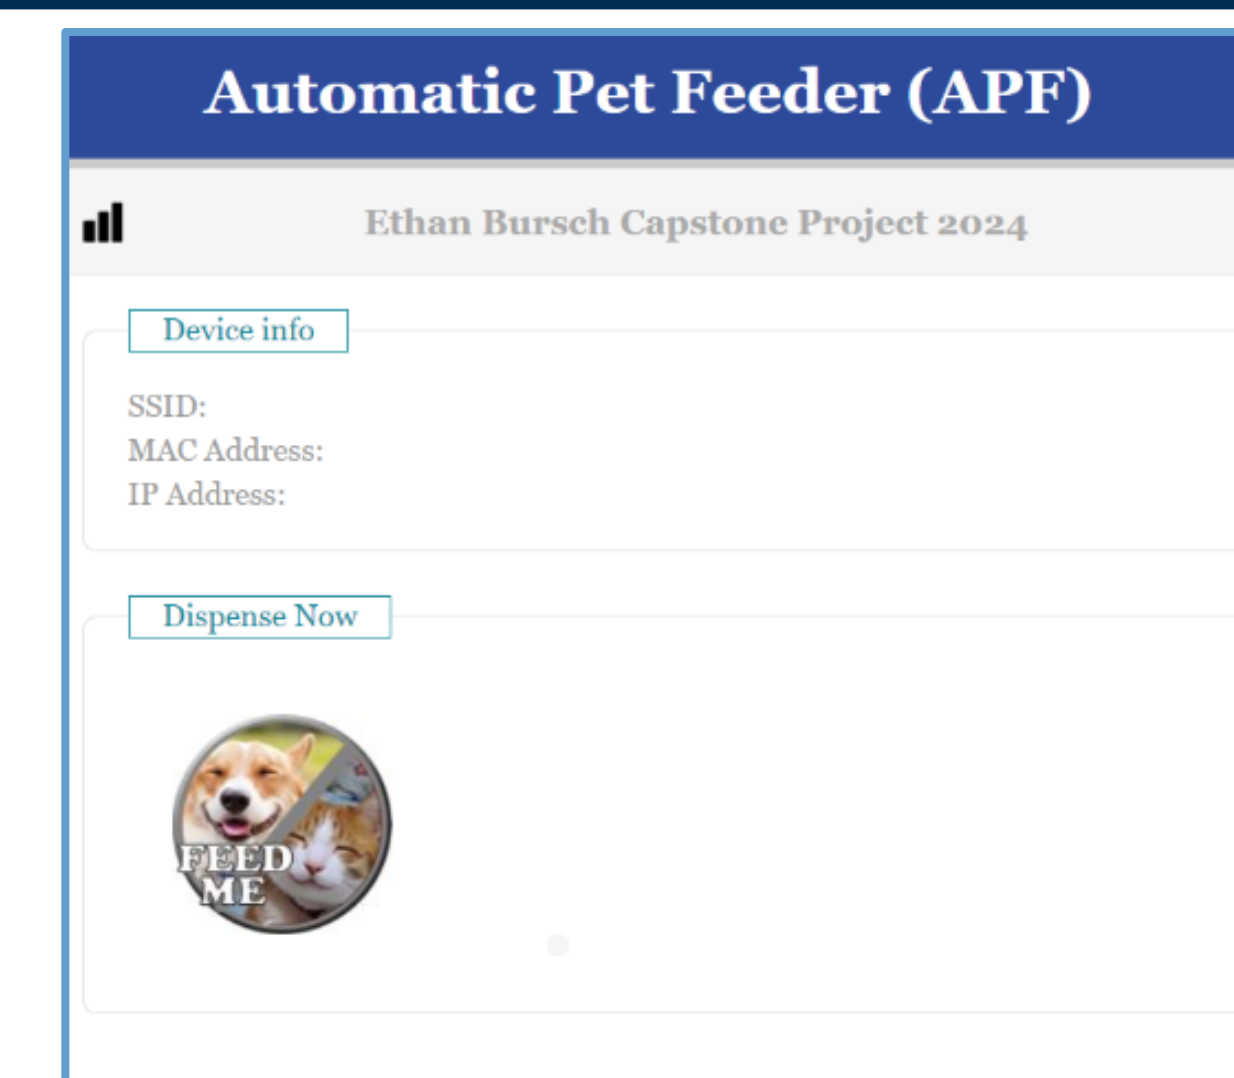 Automatic Pet Feeder (APF)
Ethan Bursch Capstone Project 2024
Device info
SSID:
MAC Address:
IP Address:
Dispense Now
FEED
ME